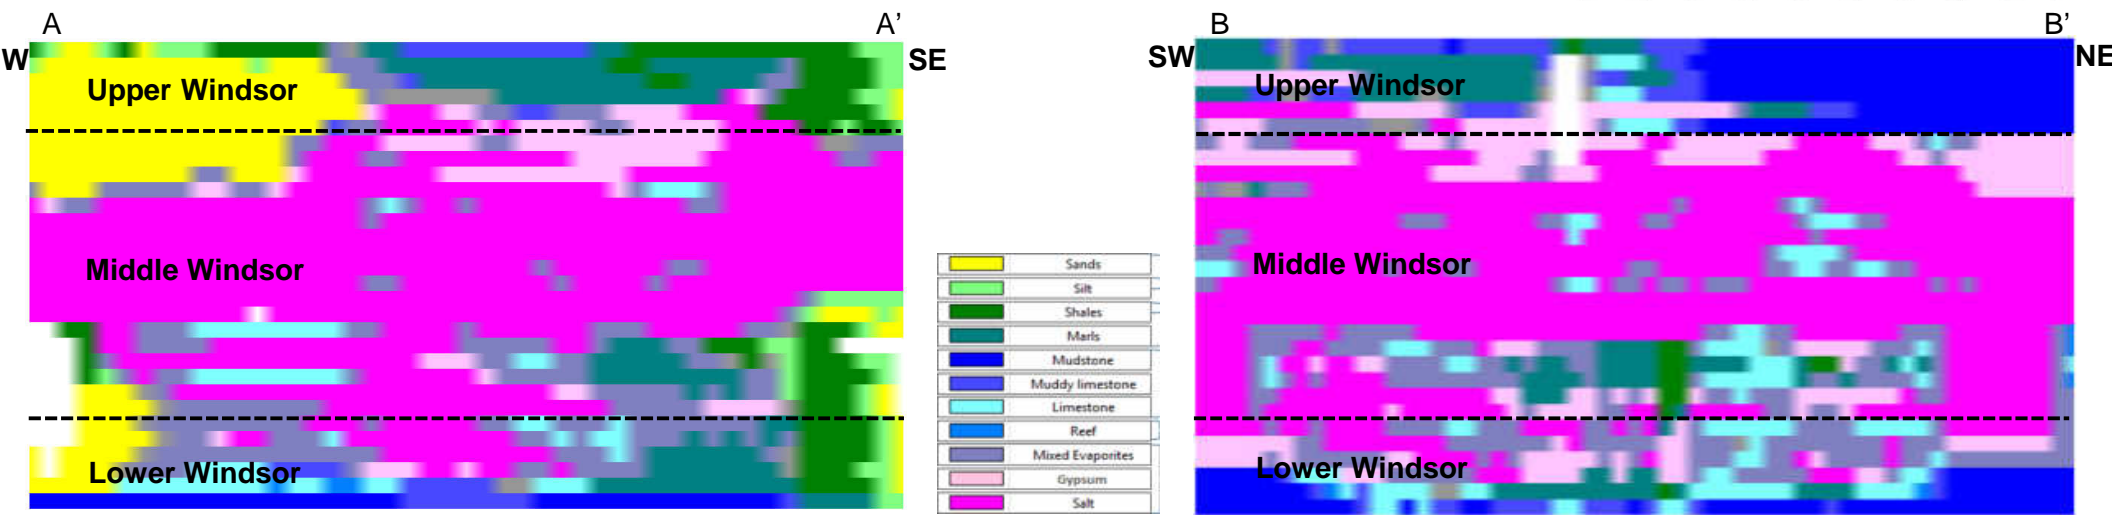 A
A’
B
B’
W
SE
SW
NE
Upper Windsor
Middle Windsor
Lower Windsor
Sands
Silt
Shales
Marls
Mudstone
Muddy limestone
Limestone
Reef
Mixed Evaporites
Gypsum
Salt
Upper Windsor
Middle Windsor
Lower Windsor